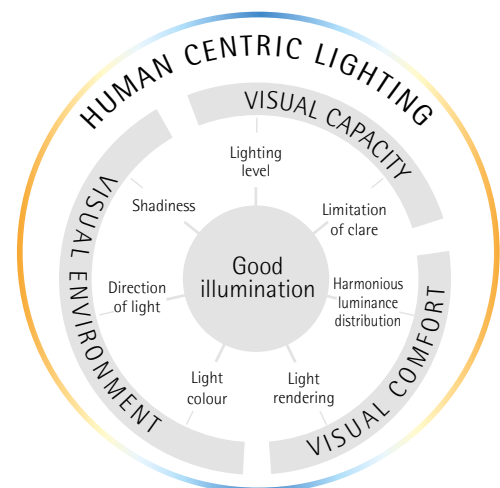 HUMAN CENTRIC LIGHTING
VISUAL CAPACITY
VISUAL ENVIRONMENT
VISUAL COMFORT
Lighting
level
Shadiness
Limitation
of clare
Good
illumination
Direction
of light
Harmonious
luminance
distribution
Light
colour
Light
rendering